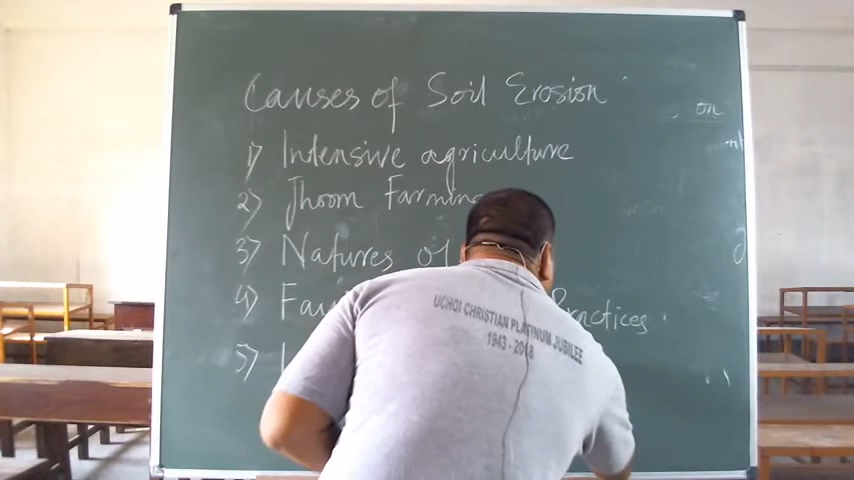 Causes of Soil Erosion
on
1) Intensive agriculture
2) Jhoom Farming
3) Natures of
4) Practices
5)
UCHOI CHRISTIAN PLATINUM JUBILEE
1943 - 2018